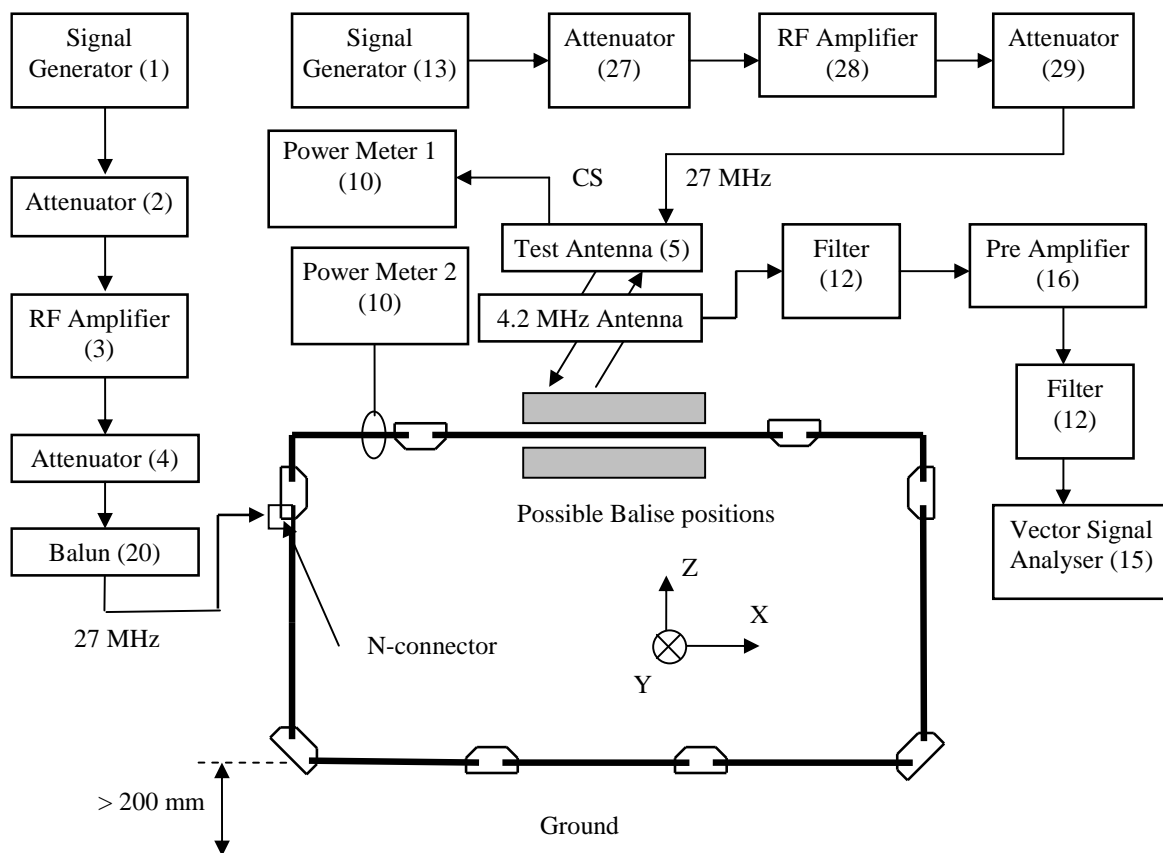 Signal
Generator (1)
Signal
Generator (13)
Attenuator
(27)
RF Amplifier
(28)
Attenuator
(29)
Power Meter 1
(10)
CS
27 MHz
Attenuator (2)
Test Antenna (5)
Filter
(12)
Pre Amplifier
(16)
Power Meter 2
(10)
4.2 MHz Antenna
RF Amplifier
(3)
Filter
(12)
Attenuator (4)
Possible Balise positions
Vector Signal
Analyser (15)
Balun (20)
Z
X
Y
27 MHz
N-connector
> 200 mm
Ground